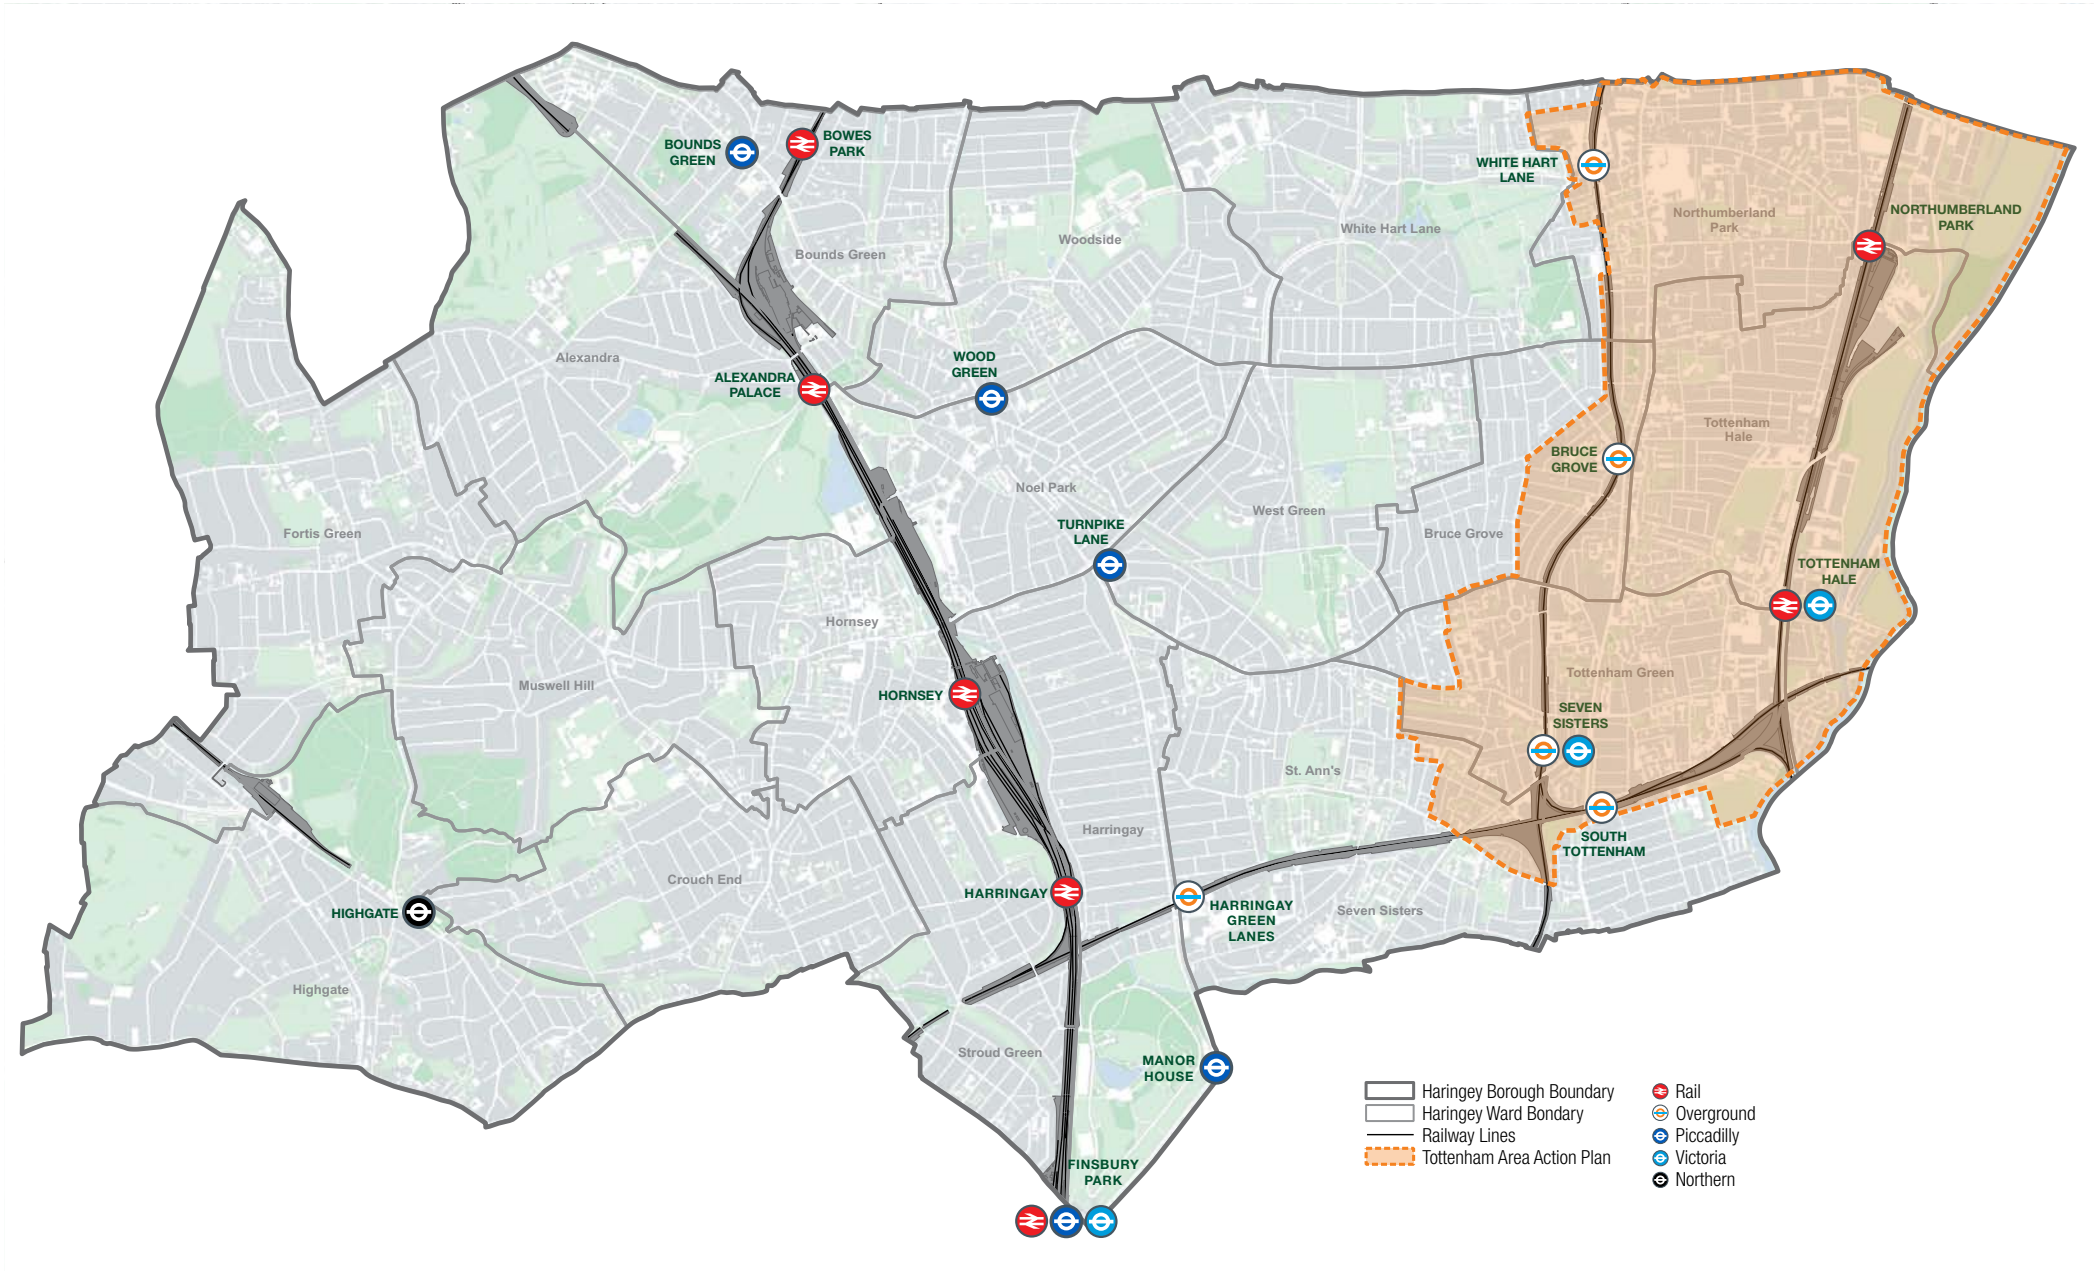 BOUNDS
GREEN
BOWES
PARK
WHITE HART
LANE
Northumberland
Park
NORTHUMBERLAND
PARK
Bounds Green
Woodside
White Hart Lane
Alexandra
ALEXANDRA
PALACE
WOOD
GREEN
BRUCE
GROVE
Tottenham
Hale
Fortis Green
Noel Park
TURNPIKE
LANE
West Green
Bruce Grove
TOTTENHAM
HALE
Hornsey
Muswell Hill
HORNSEY
Tottenham Green
SEVEN
SISTERS
St. Ann's
Harringay
SOUTH
TOTTENHAM
Crouch End
HIGHGATE
HARRINGAY
HARRINGAY
GREEN
LANES
Seven Sisters
Highgate
Stroud Green
MANOR
HOUSE
FINSBURY
PARK
Haringey Borough Boundary
Haringey Ward Bondary
Railway Lines
Tottenham Area Action Plan
Rail
Overground
Piccadilly
Victoria
Northern